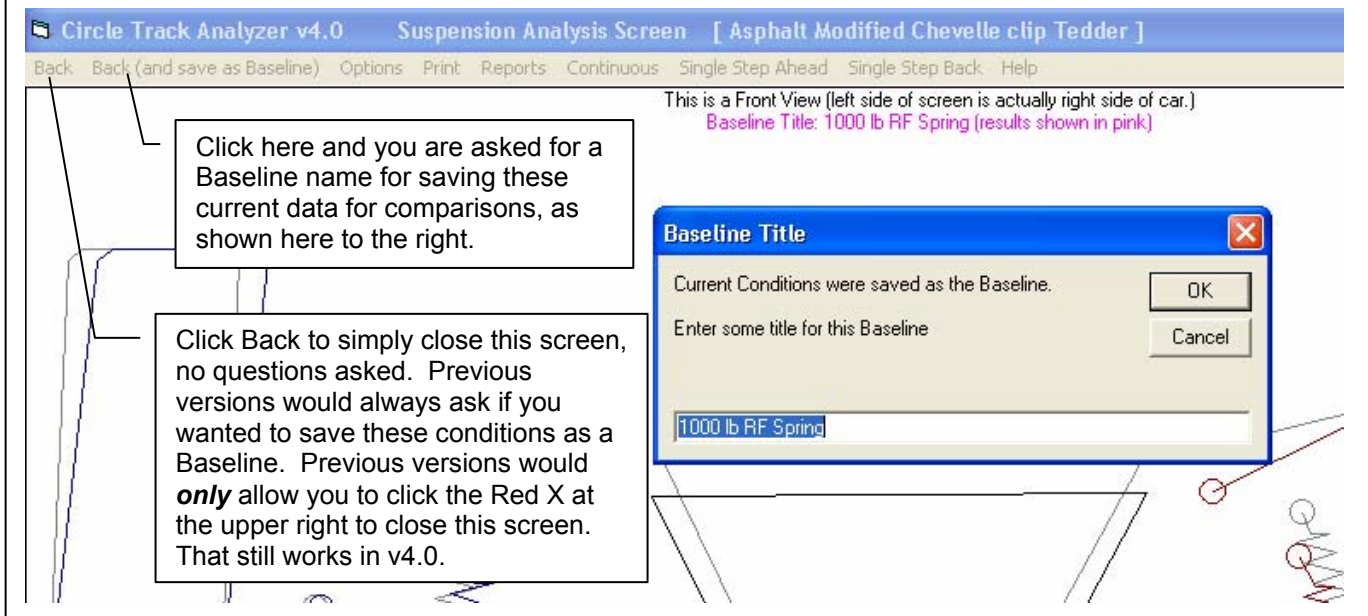 Circle Track Analyzer v4.0 Suspension Analysis Screen [ Asphalt Modified Chevelle clip Tedder ]
Back Back (and save as Baseline) Options Print Reports Continuous Single Step Ahead Single Step Back Help
This is a Front View (left side of screen is actually right side of car.)
Baseline Title: 1000 lb RF Spring (results shown in pink)
Click here and you are asked for a
Baseline name for saving these
current data for comparisons, as
shown here to the right.
Baseline Title
Current Conditions were saved as the Baseline.
OK
Enter some title for this Baseline
Cancel
1000 lb RF Spring
Click Back to simply close this screen,
no questions asked. Previous
versions would always ask if you
wanted to save these conditions as a
Baseline. Previous versions would
only allow you to click the Red X at
the upper right to close this screen.
That still works in v4.0.